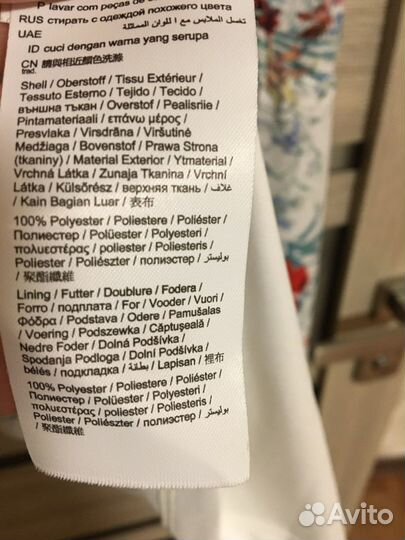 P lavar com peças de
RUS стирать с одеждой похожего цвета
تغسل الملابس مع اللوان المماثلة
UAE
ID cuci dengan warna yang serupa
CN 請與相近顏色洗滌
trad.
Shell / Oberstoff / Tissu Extérieur /
Tessuto Esterno / Tejido / Tecido /
външна тъкан / Overstof / Pealisriie /
Pintamateriaali / επάνω μέρος /
Presvlaka / Virsdrāna / Viršutinė
Medžiaga / Bovenstof / Prawa Strona
(tkaniny) / Material Exterior / Ytmaterial /
Vrchná Látka / Zunaja Tkanina / Vrchní
Látka / Külsőrész / верхняя ткань / غلاف
/ Kain Bagian Luar / 表布
100% Polyester / Poliestere / Poliéster /
Полиестер / Polüester / Polyesteri /
πολυεστέρας / poliester / Poliesteris /
Poliester / Poliészter / полиэстер / بوليستر
/ 聚酯纖維
Lining / Futter / Doublure / Fodera /
Forro / подплата / For / Vooder / Vuori /
Φόδρα / Podstava / Odere / Pamušalas
/ Voering / Podszewka / Căptuşeală /
Nedre Foder / Dolná Podšívka /
Spodanja Podloga / Dolní Podšívka /
bélés / подкладка / بطانة / Lapisan / 裡布
100% Polyester / Poliestere / Poliéster /
Полиестер / Polüester / Polyesteri /
πολυεστέρας / poliester / Poliesteris /
Poliester / Poliészter / полиэстер / بوليستر
/ 聚酯纖維
Avito